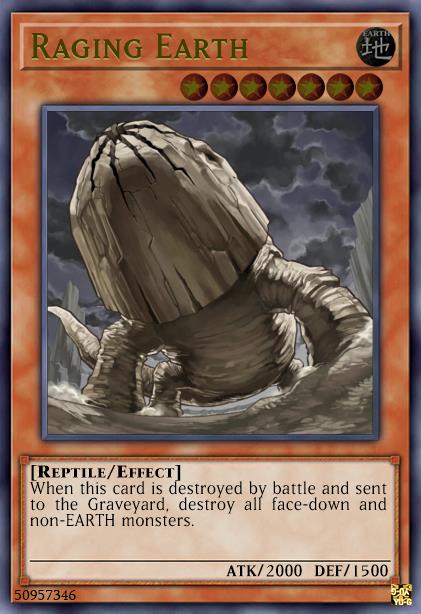 Raging Earth
EARTH
地
[Reptile/Effect]
When this card is destroyed by battle and sent
to the Graveyard, destroy all face-down and
non-EARTH monsters.
ATK/2000 DEF/1500
50957346